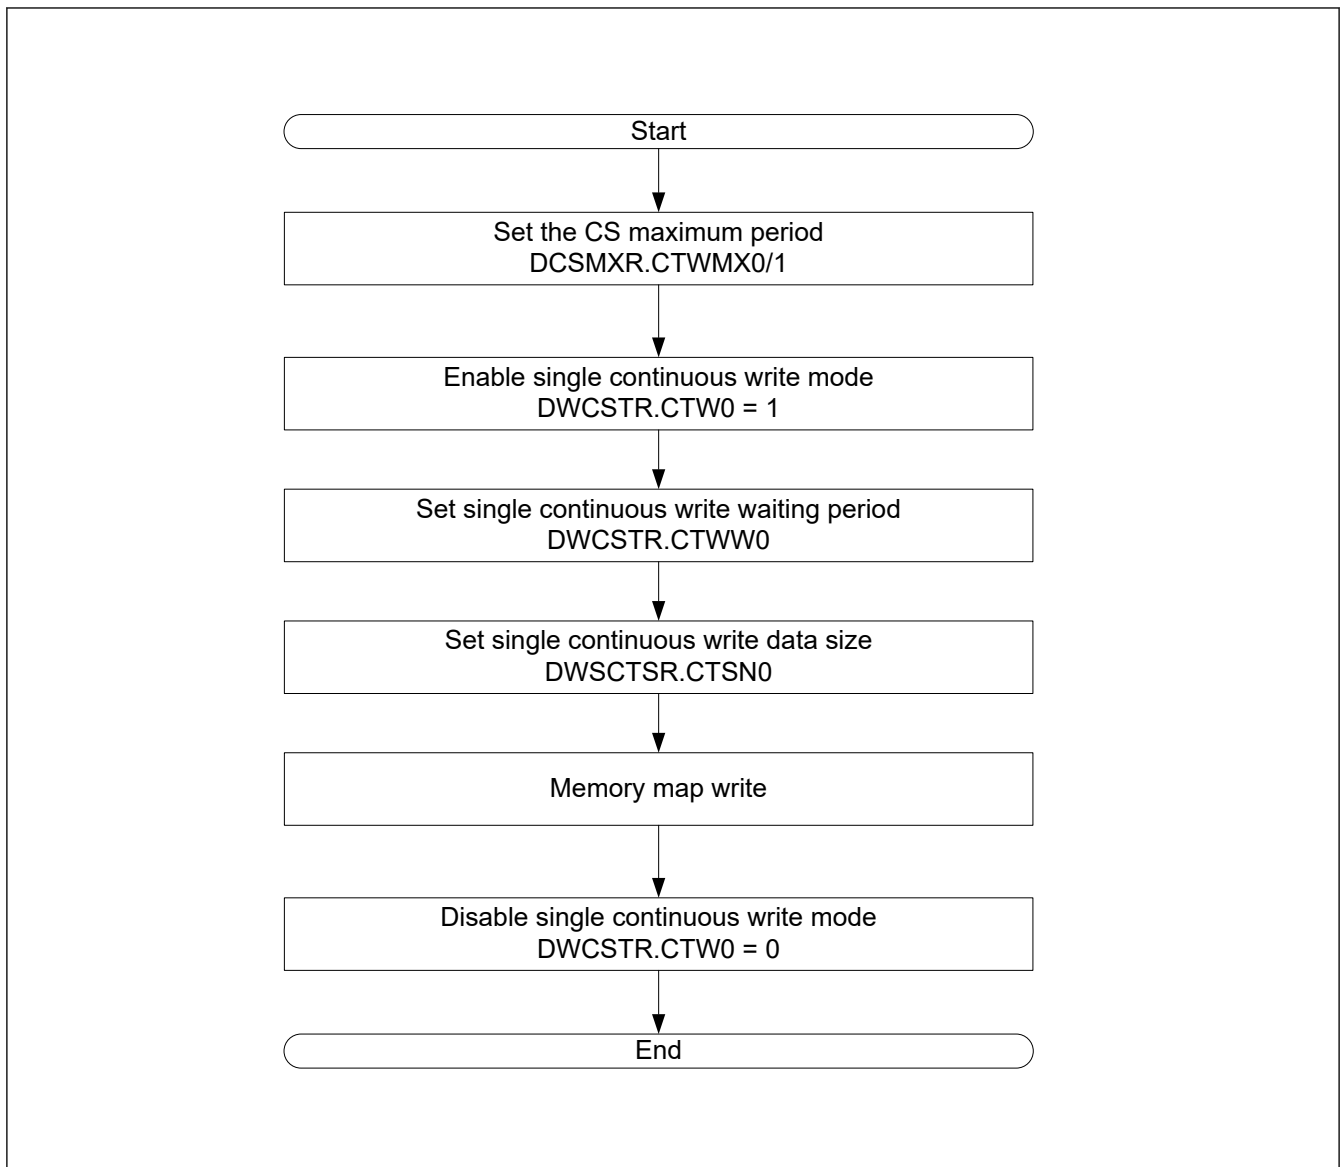 Start
Set the CS maximum period
DCSMXR.CTWMX0/1
Enable single continuous write mode
DWCSTR.CTW0 = 1
Set single continuous write waiting period
DWCSTR.CTWW0
Set single continuous write data size
DWSCTSR.CTSN0
Memory map write
Disable single continuous write mode
DWCSTR.CTW0 = 0
End